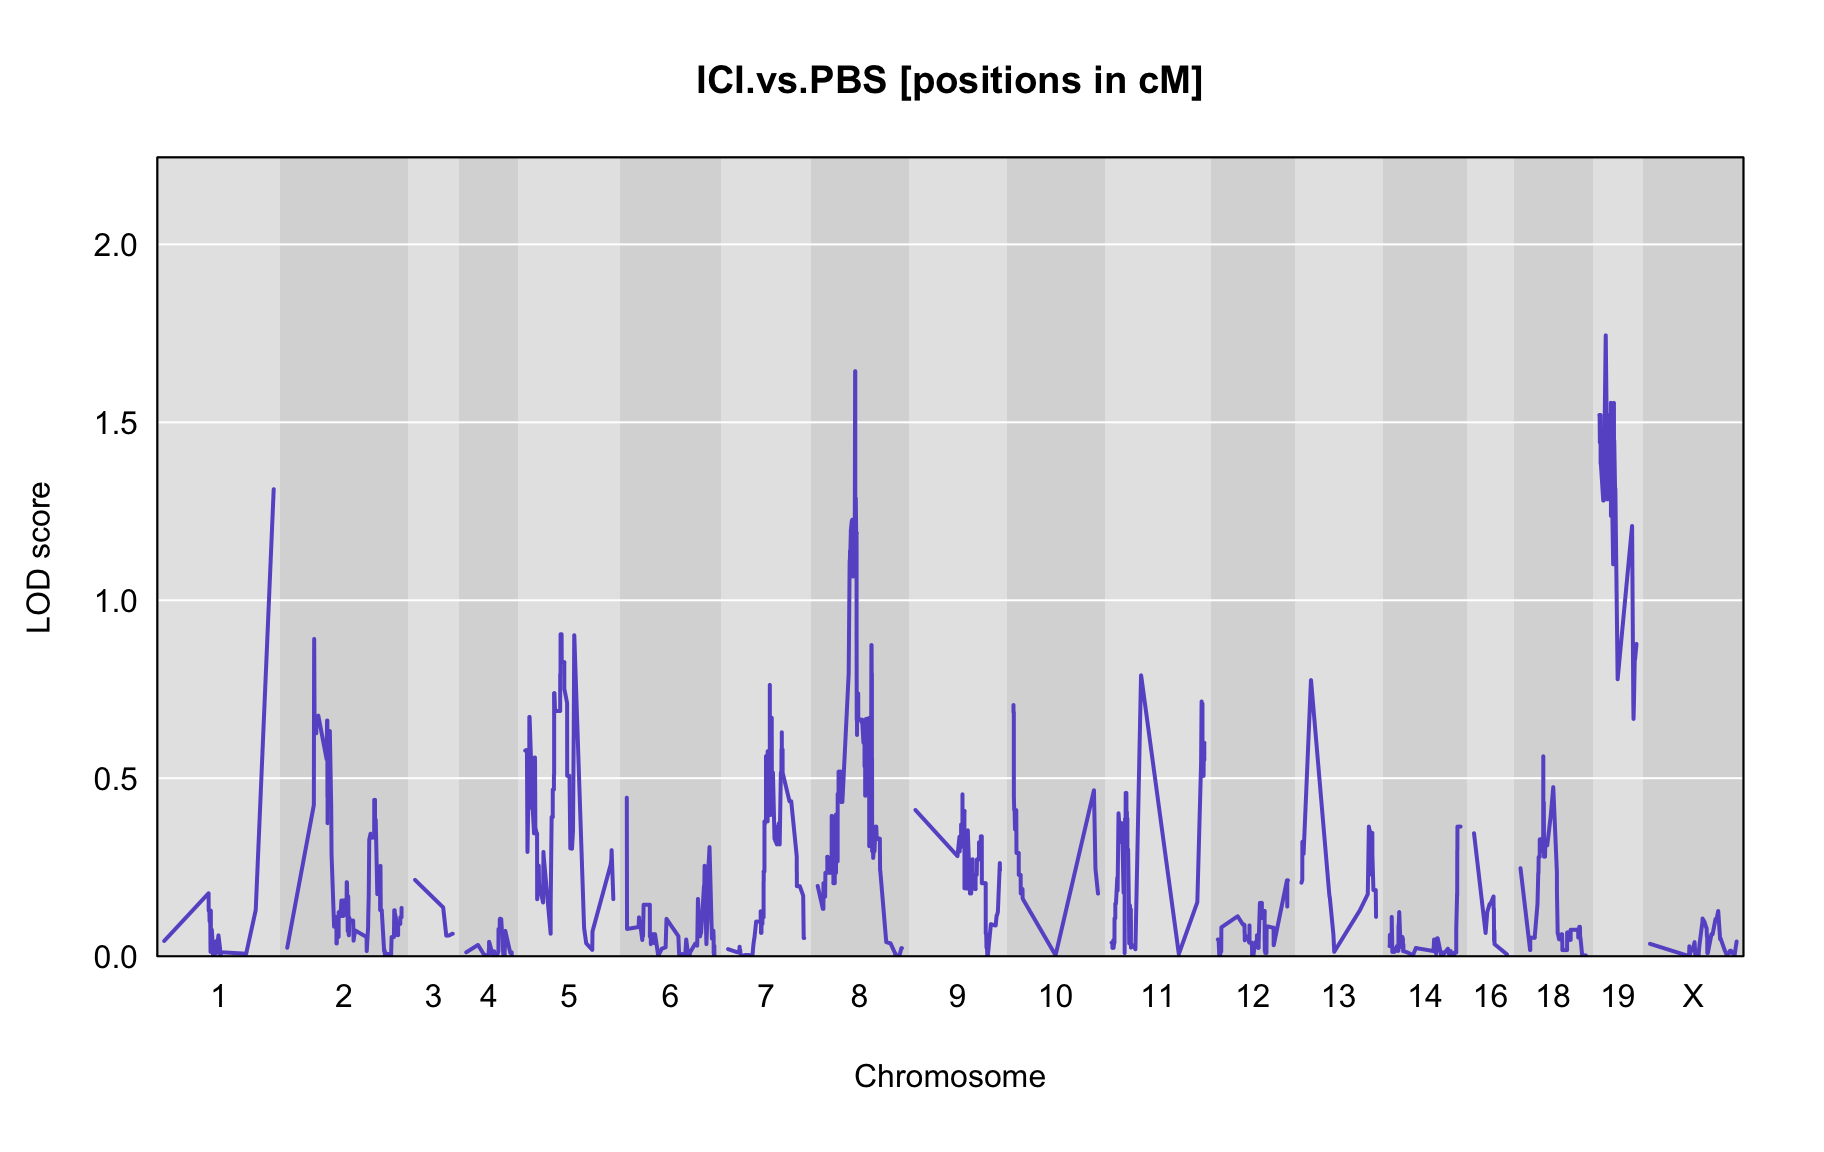 ICI.vs.PBS [positions in cM]
2.0
1.5
1.0
0.5
0.0
LOD score
1 2 3 4 5 6 7 8 9 10 11 12 13 14 16 18 19 X
Chromosome